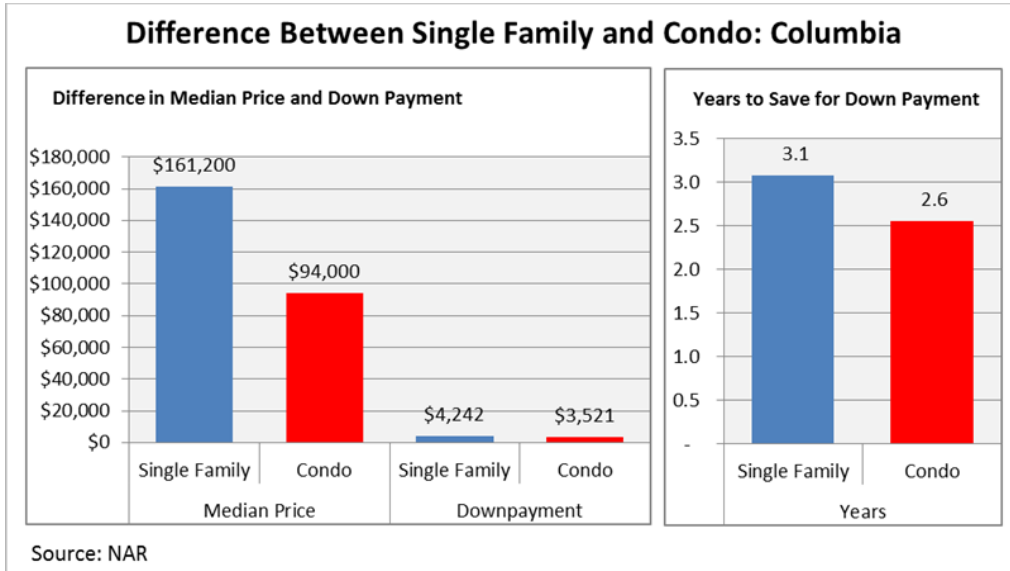 Difference Between Single Family and Condo: Columbia
Difference in Median Price and Down Payment
$180,000
$160,000
$140,000
$120,000
$100,000
$80,000
$60,000
$40,000
$20,000
$0
$161,200
$94,000
$4,242
$3,521
Single Family
Condo
Single Family
Condo
Median Price
Downpayment
Years to Save for Down Payment
3.5
3.0
2.5
2.0
1.5
1.0
0.5
-
3.1
2.6
Single Family
Condo
Years
Source: NAR